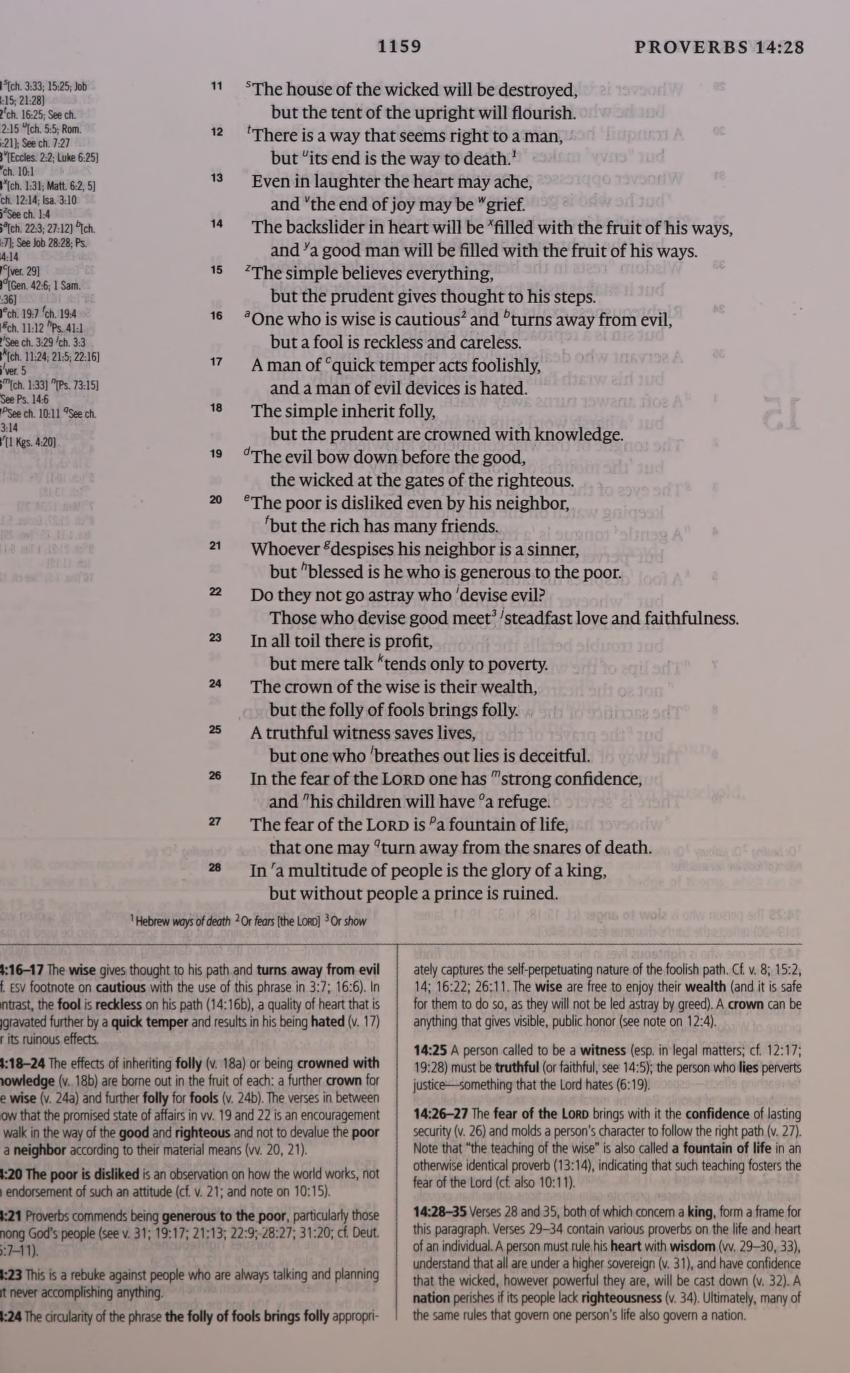 1159 PROVERBS 14:28
s[ch. 3:33; 15:25; Job
:15; 21:28]
tch. 16:25; See ch.
2:15 u[ch. 5:5; Rom.
:21]; See ch. 7:27
v[Eccles. 2:2; Luke 6:25]
wch. 10:1
x[ch. 1:31; Matt. 6:2, 5]
ch. 12:14; Isa. 3:10
zSee ch. 1:4
a[ch. 22:3; 27:12] b[ch.
:7]; See Job 28:28; Ps.
4:14
c[ver. 29]
d[Gen. 42:6; 1 Sam.
:36]
ech. 19:7 fch. 19:4
gch. 11:12 hPs. 41:1
iSee ch. 3:29 jch. 3:3
k[ch. 11:24; 21:5; 22:16]
lver. 5
m[ch. 1:33] n[Ps. 73:15]
See Ps. 14:6
pSee ch. 10:11 qSee ch.
3:14
r[1 Kgs. 4:20]
11 sThe house of the wicked will be destroyed,
but the tent of the upright will flourish.
12 tThere is a way that seems right to a man,
but uits end is the way to death.1
13 Even in laughter the heart may ache,
and vthe end of joy may be wgrief.
14 The backslider in heart will be xfilled with the fruit of his ways,
and ya good man will be filled with the fruit of his ways.
15 zThe simple believes everything,
but the prudent gives thought to his steps.
16 aOne who is wise is cautious2 and bturns away from evil,
but a fool is reckless and careless.
17 A man of cquick temper acts foolishly,
and a man of evil devices is hated.
18 The simple inherit folly,
but the prudent are crowned with knowledge.
19 dThe evil bow down before the good,
the wicked at the gates of the righteous.
20 eThe poor is disliked even by his neighbor,
fbut the rich has many friends.
21 Whoever gdespises his neighbor is a sinner,
but hblessed is he who is generous to the poor.
22 Do they not go astray who idevise evil?
Those who devise good meet3 jsteadfast love and faithfulness.
23 In all toil there is profit,
but mere talk ktends only to poverty.
24 The crown of the wise is their wealth,
but the folly of fools brings folly.
25 A truthful witness saves lives,
but one who lbreathes out lies is deceitful.
26 In the fear of the LORD one has mstrong confidence,
and nhis children will have oa refuge.
27 The fear of the LORD is pa fountain of life,
that one may qturn away from the snares of death.
28 In ra multitude of people is the glory of a king,
but without people a prince is ruined.
1 Hebrew ways of death 2 Or fears [the LORD] 3 Or show
4:16–17 The wise gives thought to his path and turns away from evil
f. ESV footnote on cautious with the use of this phrase in 3:7; 16:6). In
ntrast, the fool is reckless on his path (14:16b), a quality of heart that is
ggravated further by a quick temper and results in his being hated (v. 17)
r its ruinous effects.
4:18–24 The effects of inheriting folly (v. 18a) or being crowned with
nowledge (v. 18b) are borne out in the fruit of each: a further crown for
e wise (v. 24a) and further folly for fools (v. 24b). The verses in between
ow that the promised state of affairs in vv. 19 and 22 is an encouragement
walk in the way of the good and righteous and not to devalue the poor
a neighbor according to their material means (vv. 20, 21).
4:20 The poor is disliked is an observation on how the world works, not
endorsement of such an attitude (cf. v. 21; and note on 10:15).
4:21 Proverbs commends being generous to the poor, particularly those
nong God's people (see v. 31; 19:17; 21:13; 22:9; 28:27; 31:20; cf. Deut.
5:7–11).
4:23 This is a rebuke against people who are always talking and planning
ut never accomplishing anything.
4:24 The circularity of the phrase the folly of fools brings folly appropri-
ately captures the self-perpetuating nature of the foolish path. Cf. v. 8; 15:2,
14; 16:22; 26:11. The wise are free to enjoy their wealth (and it is safe
for them to do so, as they will not be led astray by greed). A crown can be
anything that gives visible, public honor (see note on 12:4).
14:25 A person called to be a witness (esp. in legal matters; cf. 12:17;
19:28) must be truthful (or faithful, see 14:5); the person who lies perverts
justice—something that the Lord hates (6:19).
14:26–27 The fear of the LORD brings with it the confidence of lasting
security (v. 26) and molds a person's character to follow the right path (v. 27).
Note that "the teaching of the wise" is also called a fountain of life in an
otherwise identical proverb (13:14), indicating that such teaching fosters the
fear of the Lord (cf. also 10:11).
14:28–35 Verses 28 and 35, both of which concern a king, form a frame for
this paragraph. Verses 29–34 contain various proverbs on the life and heart
of an individual. A person must rule his heart with wisdom (vv. 29–30, 33),
understand that all are under a higher sovereign (v. 31), and have confidence
that the wicked, however powerful they are, will be cast down (v. 32). A
nation perishes if its people lack righteousness (v. 34). Ultimately, many of
the same rules that govern one person's life also govern a nation.